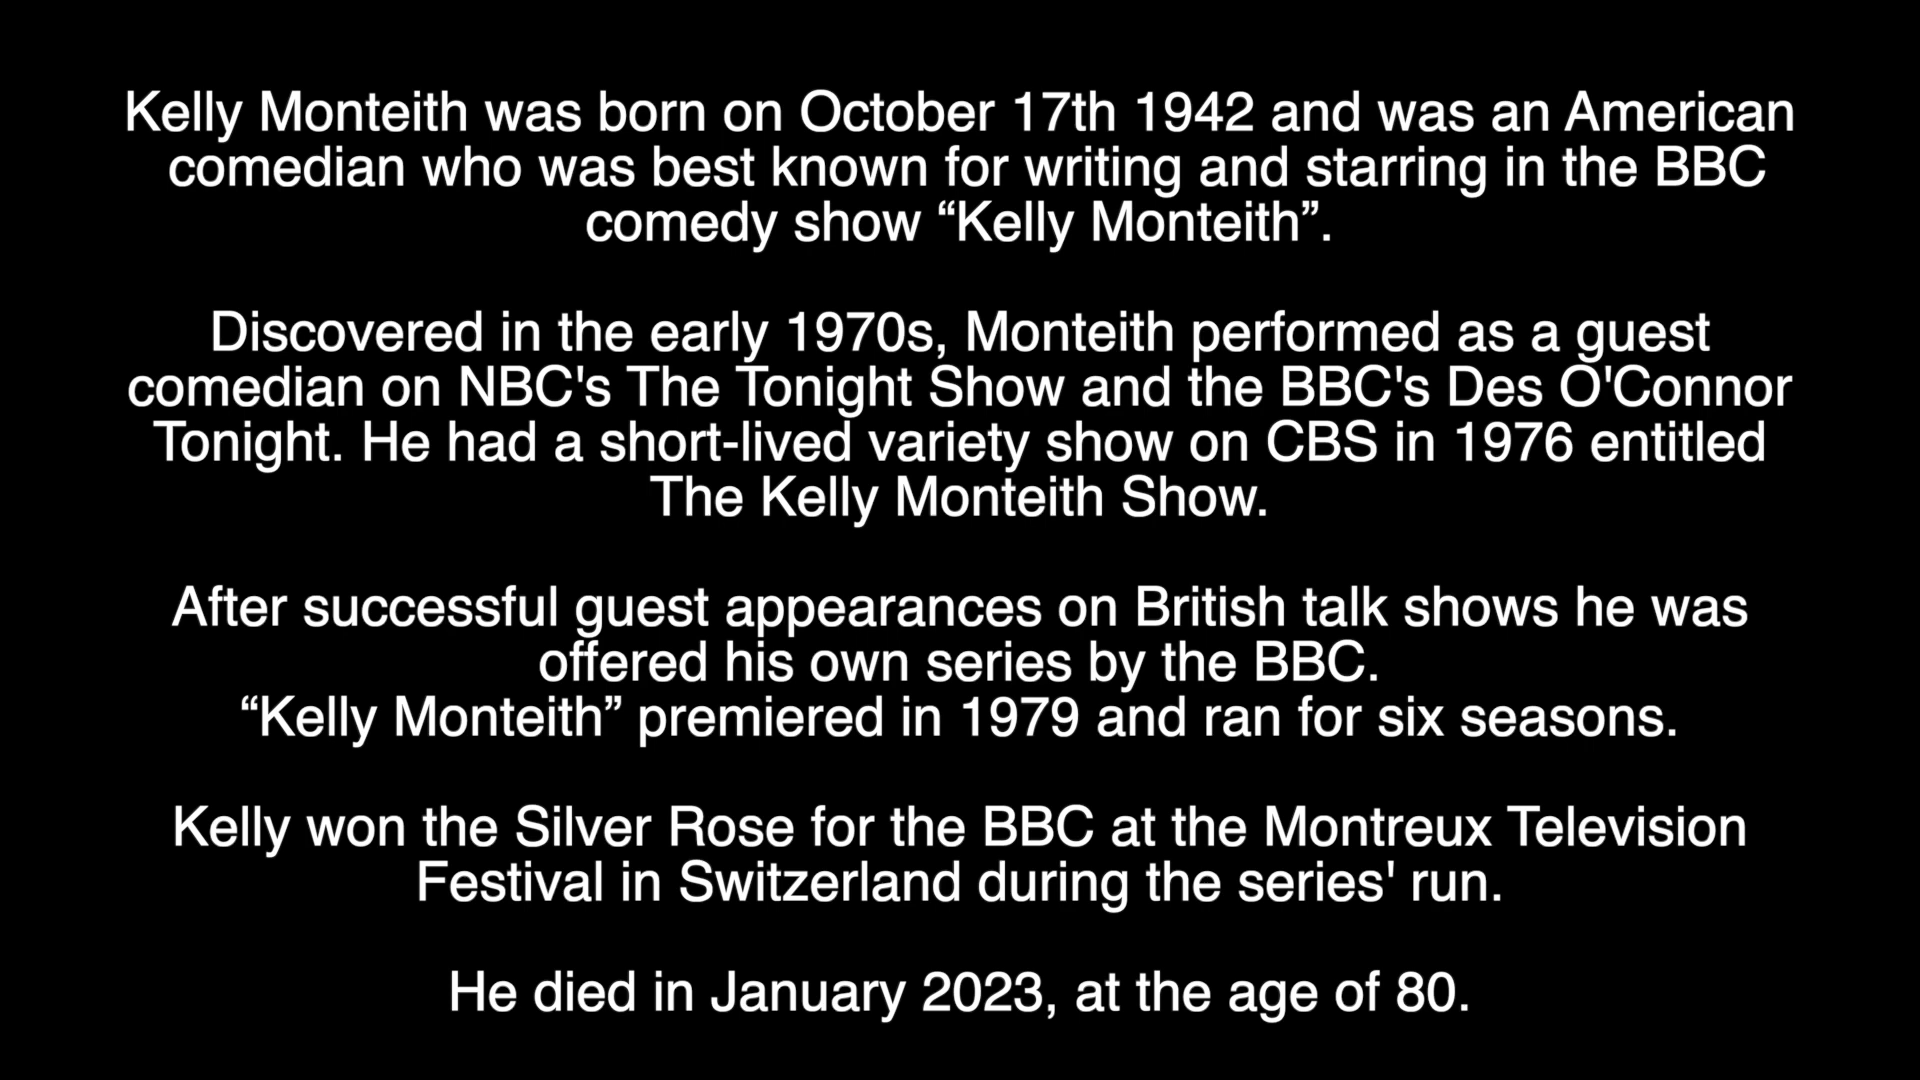 Kelly Monteith was born on October 17th 1942 and was an American
comedian who was best known for writing and starring in the BBC
comedy show “Kelly Monteith”.
Discovered in the early 1970s, Monteith performed as a guest
comedian on NBC's The Tonight Show and the BBC's Des O'Connor
Tonight. He had a short-lived variety show on CBS in 1976 entitled
The Kelly Monteith Show.
After successful guest appearances on British talk shows he was
offered his own series by the BBC.
“Kelly Monteith” premiered in 1979 and ran for six seasons.
Kelly won the Silver Rose for the BBC at the Montreux Television
Festival in Switzerland during the series' run.
He died in January 2023, at the age of 80.